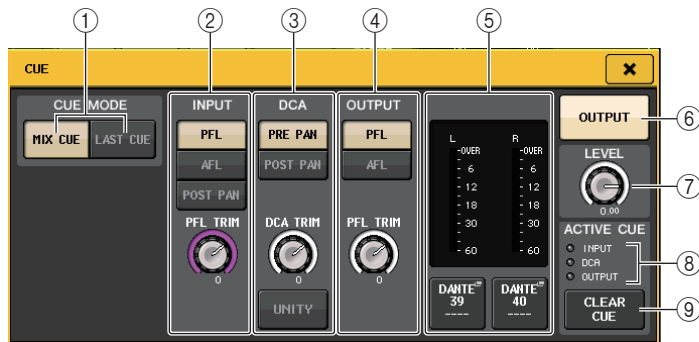 ① ② ③ ④ ⑤
CUE
CUE MODE
MIX CUE LAST CUE
INPUT
PFL
AFL
POST PAN
PFL TRIM
0
DCA
PRE PAN
POST PAN
DCA TRIM
0
UNITY
OUTPUT
PFL
AFL
PFL TRIM
0
L R
-OVER -OVER
- 6 - 6
- 12 - 12
- 18 - 18
- 30 - 30
- 60 - 60
DANTE DANTE
39 40
---- ----
OUTPUT ⑥
LEVEL
⑦
0.00
ACTIVE CUE
INPUT
DCA ⑧
OUTPUT
CLEAR
CUE ⑨